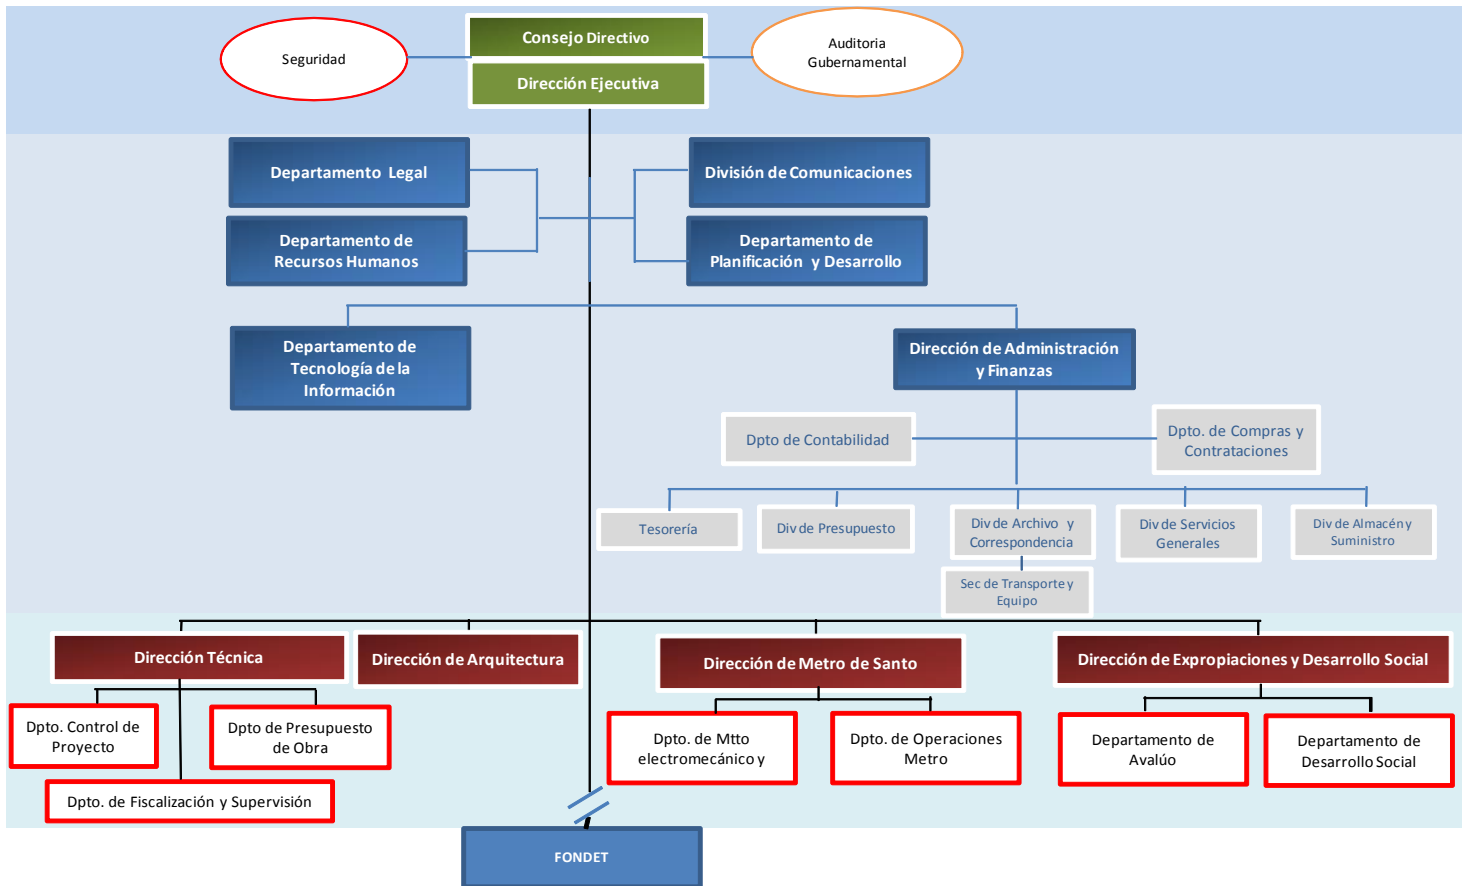 Consejo Directivo
Dirección Ejecutiva
Seguridad
Auditoria
Gubernamental
Departamento Legal
División de Comunicaciones
Departamento de
Recursos Humanos
Departamento de
Planificación y Desarrollo
Departamento de
Tecnología de la
Información
Dirección de Administración
y Finanzas
Dpto de Contabilidad
Dpto. de Compras y
Contrataciones
Tesorería
Div de Presupuesto
Div de Archivo y
Correspondencia
Div de Servicios
Generales
Div de Almacén y
Suministro
Sec de Transporte y
Equipo
Dirección Técnica
Dirección de Arquitectura
Dirección de Metro de Santo
Dirección de Expropiaciones y Desarrollo Social
Dpto. Control de
Proyecto
Dpto de Presupuesto
de Obra
Dpto. de Fiscalización y Supervisión
Dpto. de Mtto
electromecánico y
Dpto. de Operaciones
Metro
Departamento de
Avalúo
Departamento de
Desarrollo Social
FONDET